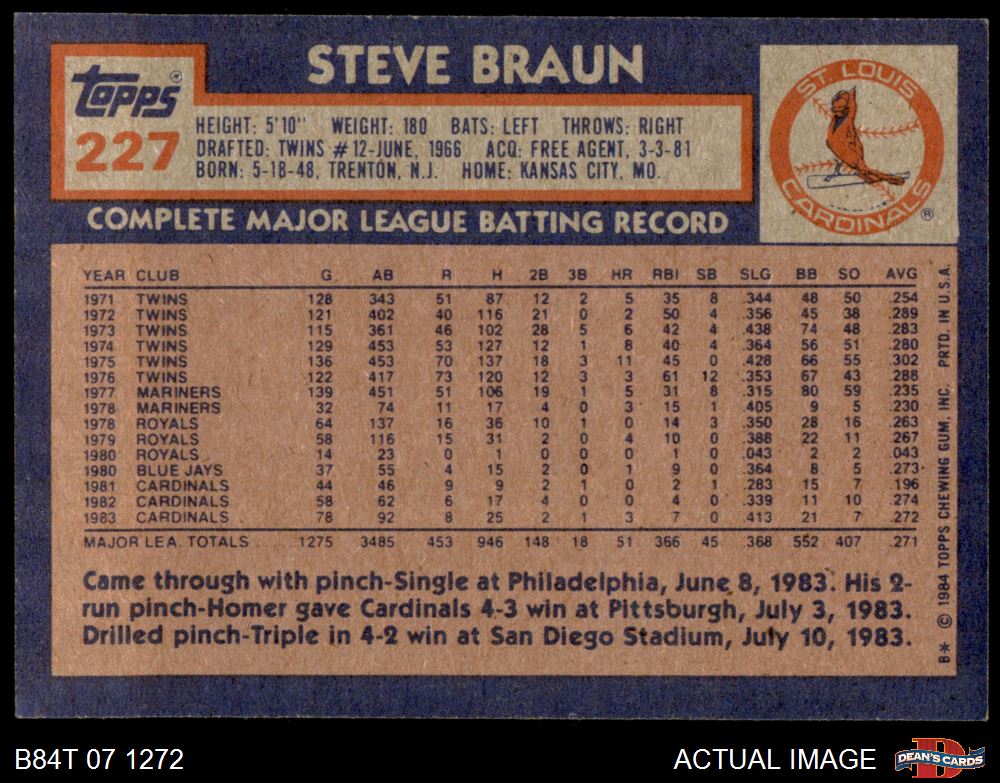 STEVE BRAUN
Topps®
227
HEIGHT: 5'10" WEIGHT: 180 BATS: LEFT THROWS: RIGHT
DRAFTED: TWINS #12-JUNE, 1966 ACQ: FREE AGENT, 3-3-81
BORN: 5-18-48, TRENTON, N.J. HOME: KANSAS CITY, MO.
ST. LOUIS
CARDINALS ®
COMPLETE MAJOR LEAGUE BATTING RECORD
YEAR CLUB G. AB R H 2B 3B HR RBI SB SLG BB SO AVG
1971 TWINS 128 343 51 87 12 2 5 35 8 .344 48 50 .254
1972 TWINS 121 402 40 116 21 0 2 50 4 .356 45 38 .289
1973 TWINS 115 361 46 102 28 5 6 42 4 .438 74 48 .283
1974 TWINS 129 453 53 127 12 1 8 40 4 .364 56 51 .280
1975 TWINS 136 453 70 137 18 3 11 45 0 .428 66 55 .302
1976 TWINS 122 417 73 120 12 3 3 61 12 .353 67 43 .288
1977 MARINERS 139 451 51 106 19 1 5 31 8 .315 80 59 .235
1978 MARINERS 32 74 11 17 4 0 3 15 1 .405 9 5 .230
1978 ROYALS 64 137 16 36 10 1 0 14 3 .350 28 16 .263
1979 ROYALS 58 116 15 31 2 0 4 10 0 .388 22 11 .267
1980 ROYALS 14 23 0 1 0 0 0 1 0 .043 2 2 .043
1980 BLUE JAYS 37 55 4 15 2 0 1 9 0 .364 8 5 .273
1981 CARDINALS 44 46 9 9 2 1 0 2 1 .283 15 7 .196
1982 CARDINALS 58 62 6 17 4 0 0 4 0 .339 11 10 .274
1983 CARDINALS 78 92 8 25 2 1 3 7 0 .413 21 7 .272
MAJOR LEA. TOTALS ..... 1275 3485 453 946 148 18 51 366 45 .368 552 407 .271
Came through with pinch-Single at Philadelphia, June 8, 1983. His 2-
run pinch-Homer gave Cardinals 4-3 win at Pittsburgh, July 3, 1983.
Drilled pinch-Triple in 4-2 win at San Diego Stadium, July 10, 1983.
B* © 1984 TOPPS CHEWING GUM, INC. PRTD. IN U.S.A.
B84T 07 1272
ACTUAL IMAGE
DEAN'S CARDS